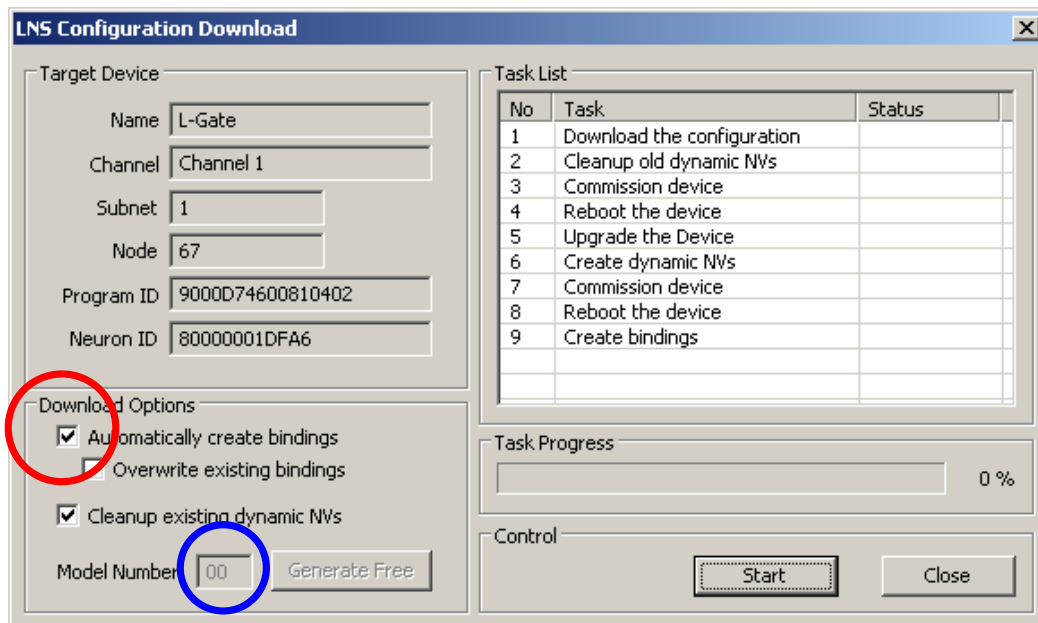 LNS Configuration Download
Target Device
Name L-Gate
Channel Channel 1
Subnet 1
Node 67
Program ID 9000D74600810402
Neuron ID 80000001DFA6
Download Options
Automatically create bindings
Overwrite existing bindings
Cleanup existing dynamic NVs
Model Number 00 Generate Free
Task List
No Task Status
1 Download the configuration
2 Cleanup old dynamic NVs
3 Commission device
4 Reboot the device
5 Upgrade the Device
6 Create dynamic NVs
7 Commission device
8 Reboot the device
9 Create bindings
Task Progress
0 %
Control
Start Close